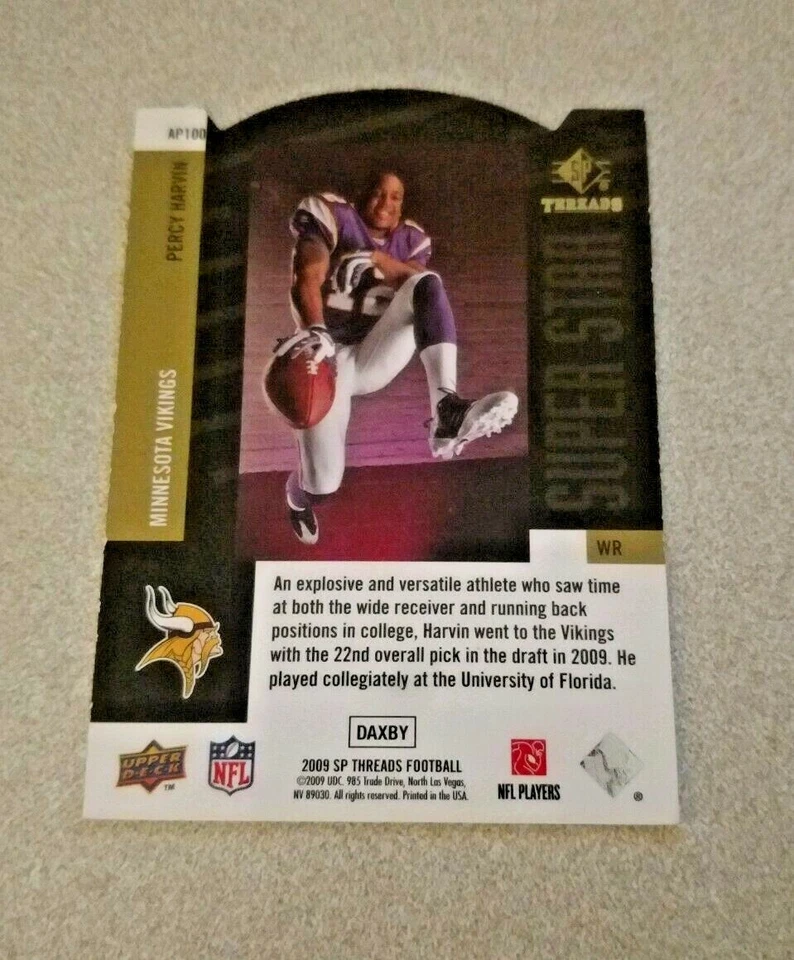 AP100
PERCY HARVIN
MINNESOTA VIKINGS
SP
THREADS
SUPER STAR
12
WR
An explosive and versatile athlete who saw time
at both the wide receiver and running back
positions in college, Harvin went to the Vikings
with the 22nd overall pick in the draft in 2009. He
played collegiately at the University of Florida.
DAXBY
UPPER
DECK
TM
NFL
2009 SP THREADS FOOTBALL
©2009 UDC. 985 Trade Drive, North Las Vegas,
NV 89030. All rights reserved. Printed in the USA.
NFL PLAYERS
®